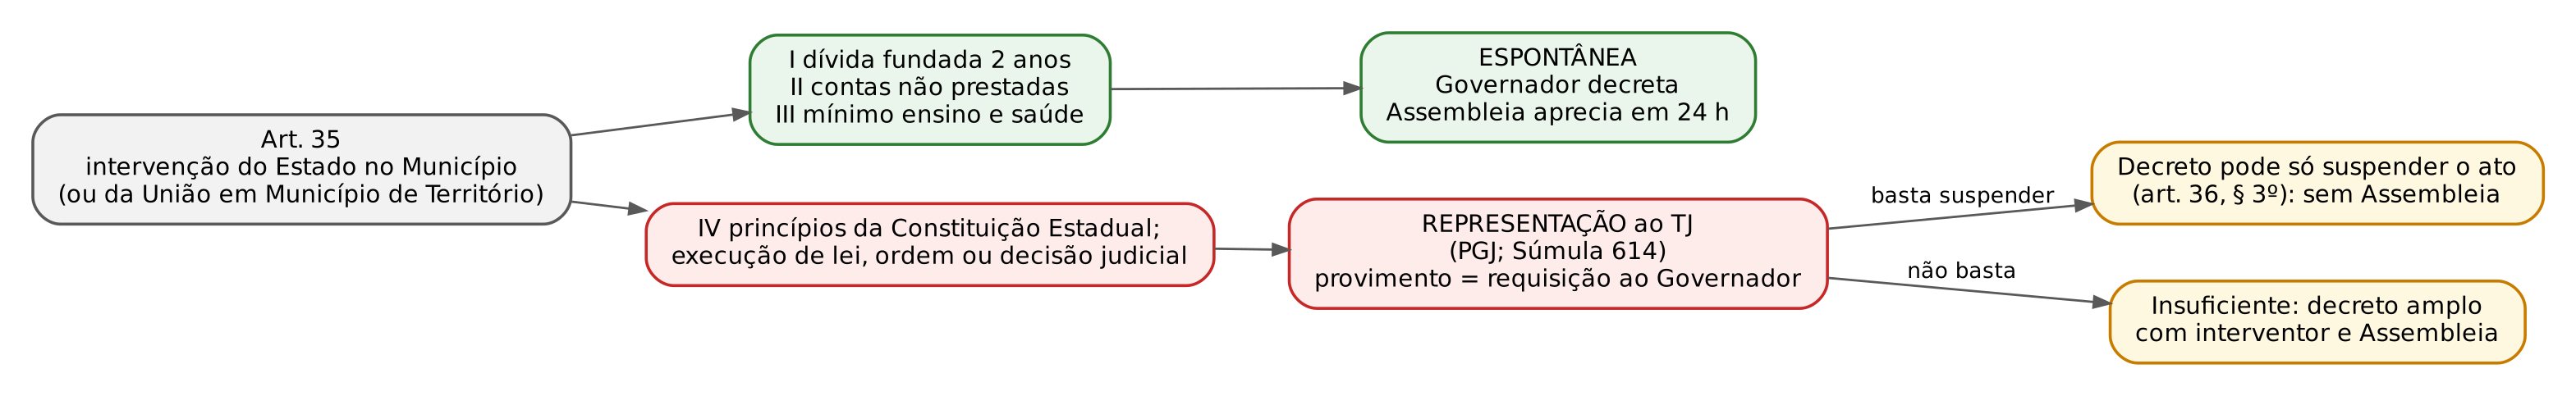 Art. 35
intervenção do Estado no Município
(ou da União em Município de Território)
I dívida fundada 2 anos
II contas não prestadas
III mínimo ensino e saúde
ESPONTÂNEA
Governador decreta
Assembleia aprecia em 24 h
IV princípios da Constituição Estadual;
execução de lei, ordem ou decisão judicial
REPRESENTAÇÃO ao TJ
(PGJ; Súmula 614)
provimento = requisição ao Governador
basta suspender
Decreto pode só suspender o ato
(art. 36, § 3º): sem Assembleia
não basta
Insuficiente: decreto amplo
com interventor e Assembleia